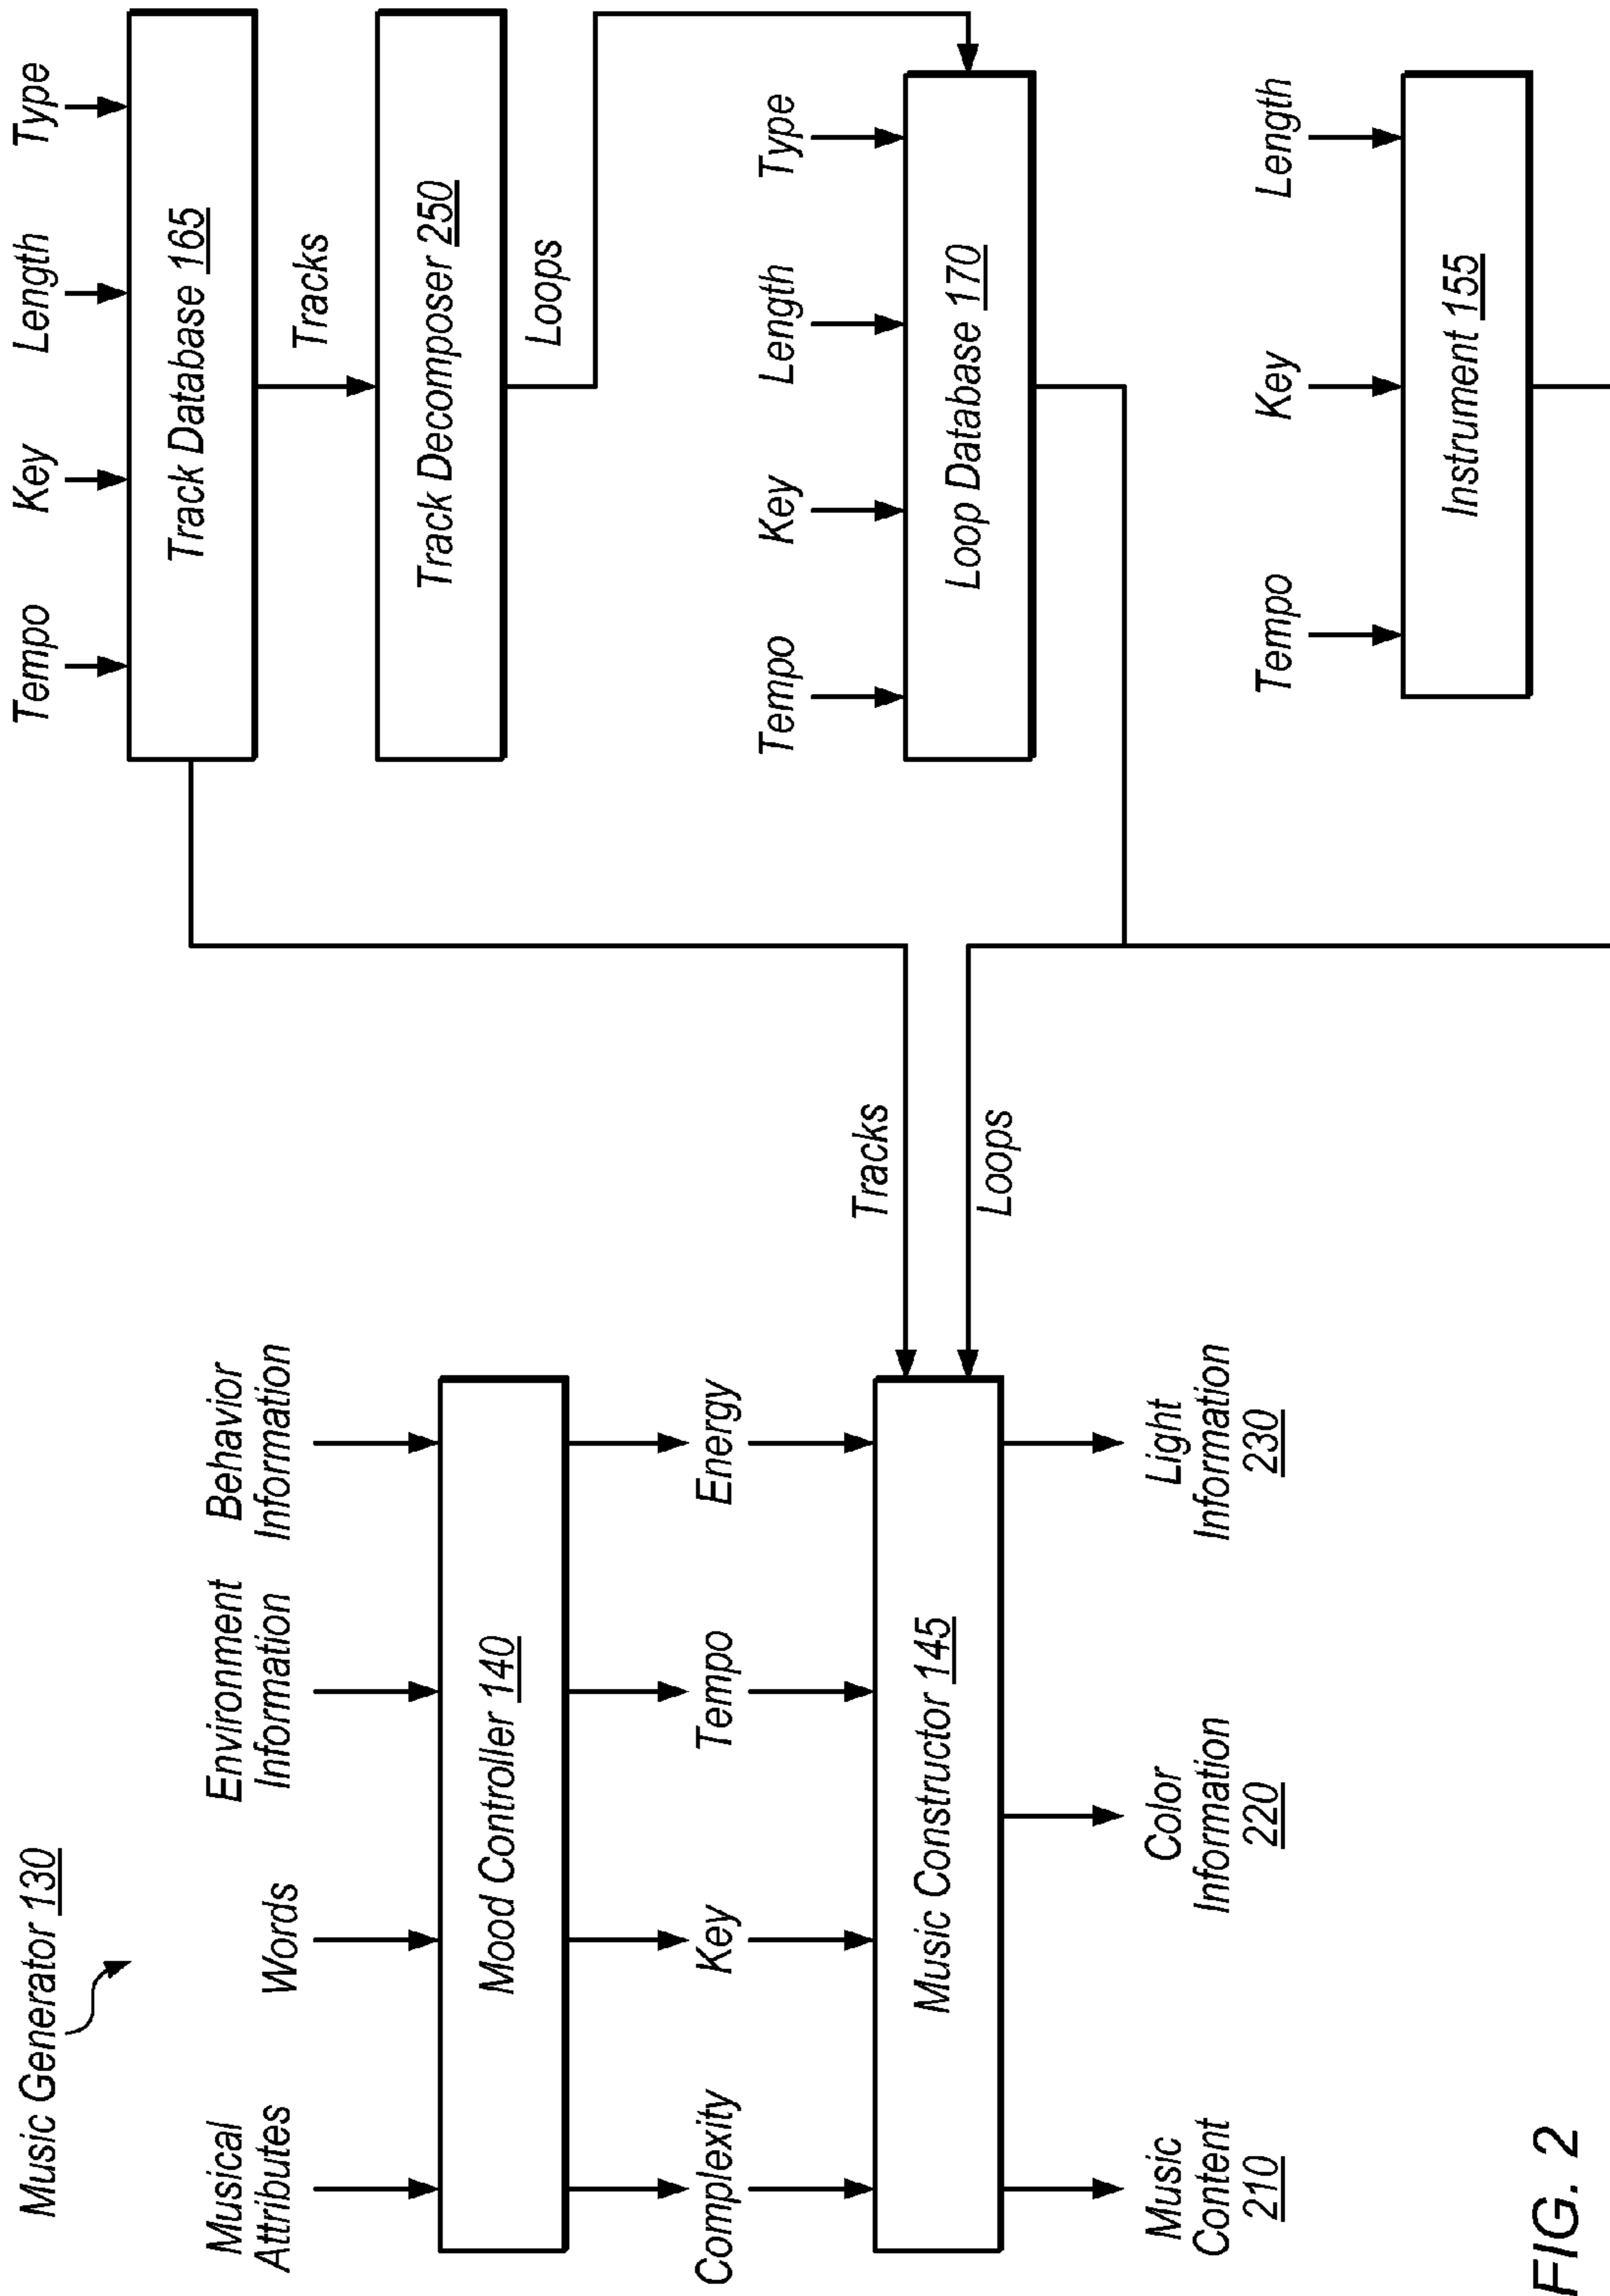 Music Generator 130
Musical
Attributes
Words
Environment
Information
Behavior
Information
Mood Controller 140
Complexity
Key
Tempo
Energy
Music Constructor 145
Music
Content
210
Color
Information
220
Light
Information
230
Tracks
Loops
Tempo
Key
Length
Type
Track Database 165
Tracks
Track Decomposer 250
Loops
Tempo
Key
Length
Type
Loop Database 170
Tempo
Key
Length
Instrument 155
FIG. 2